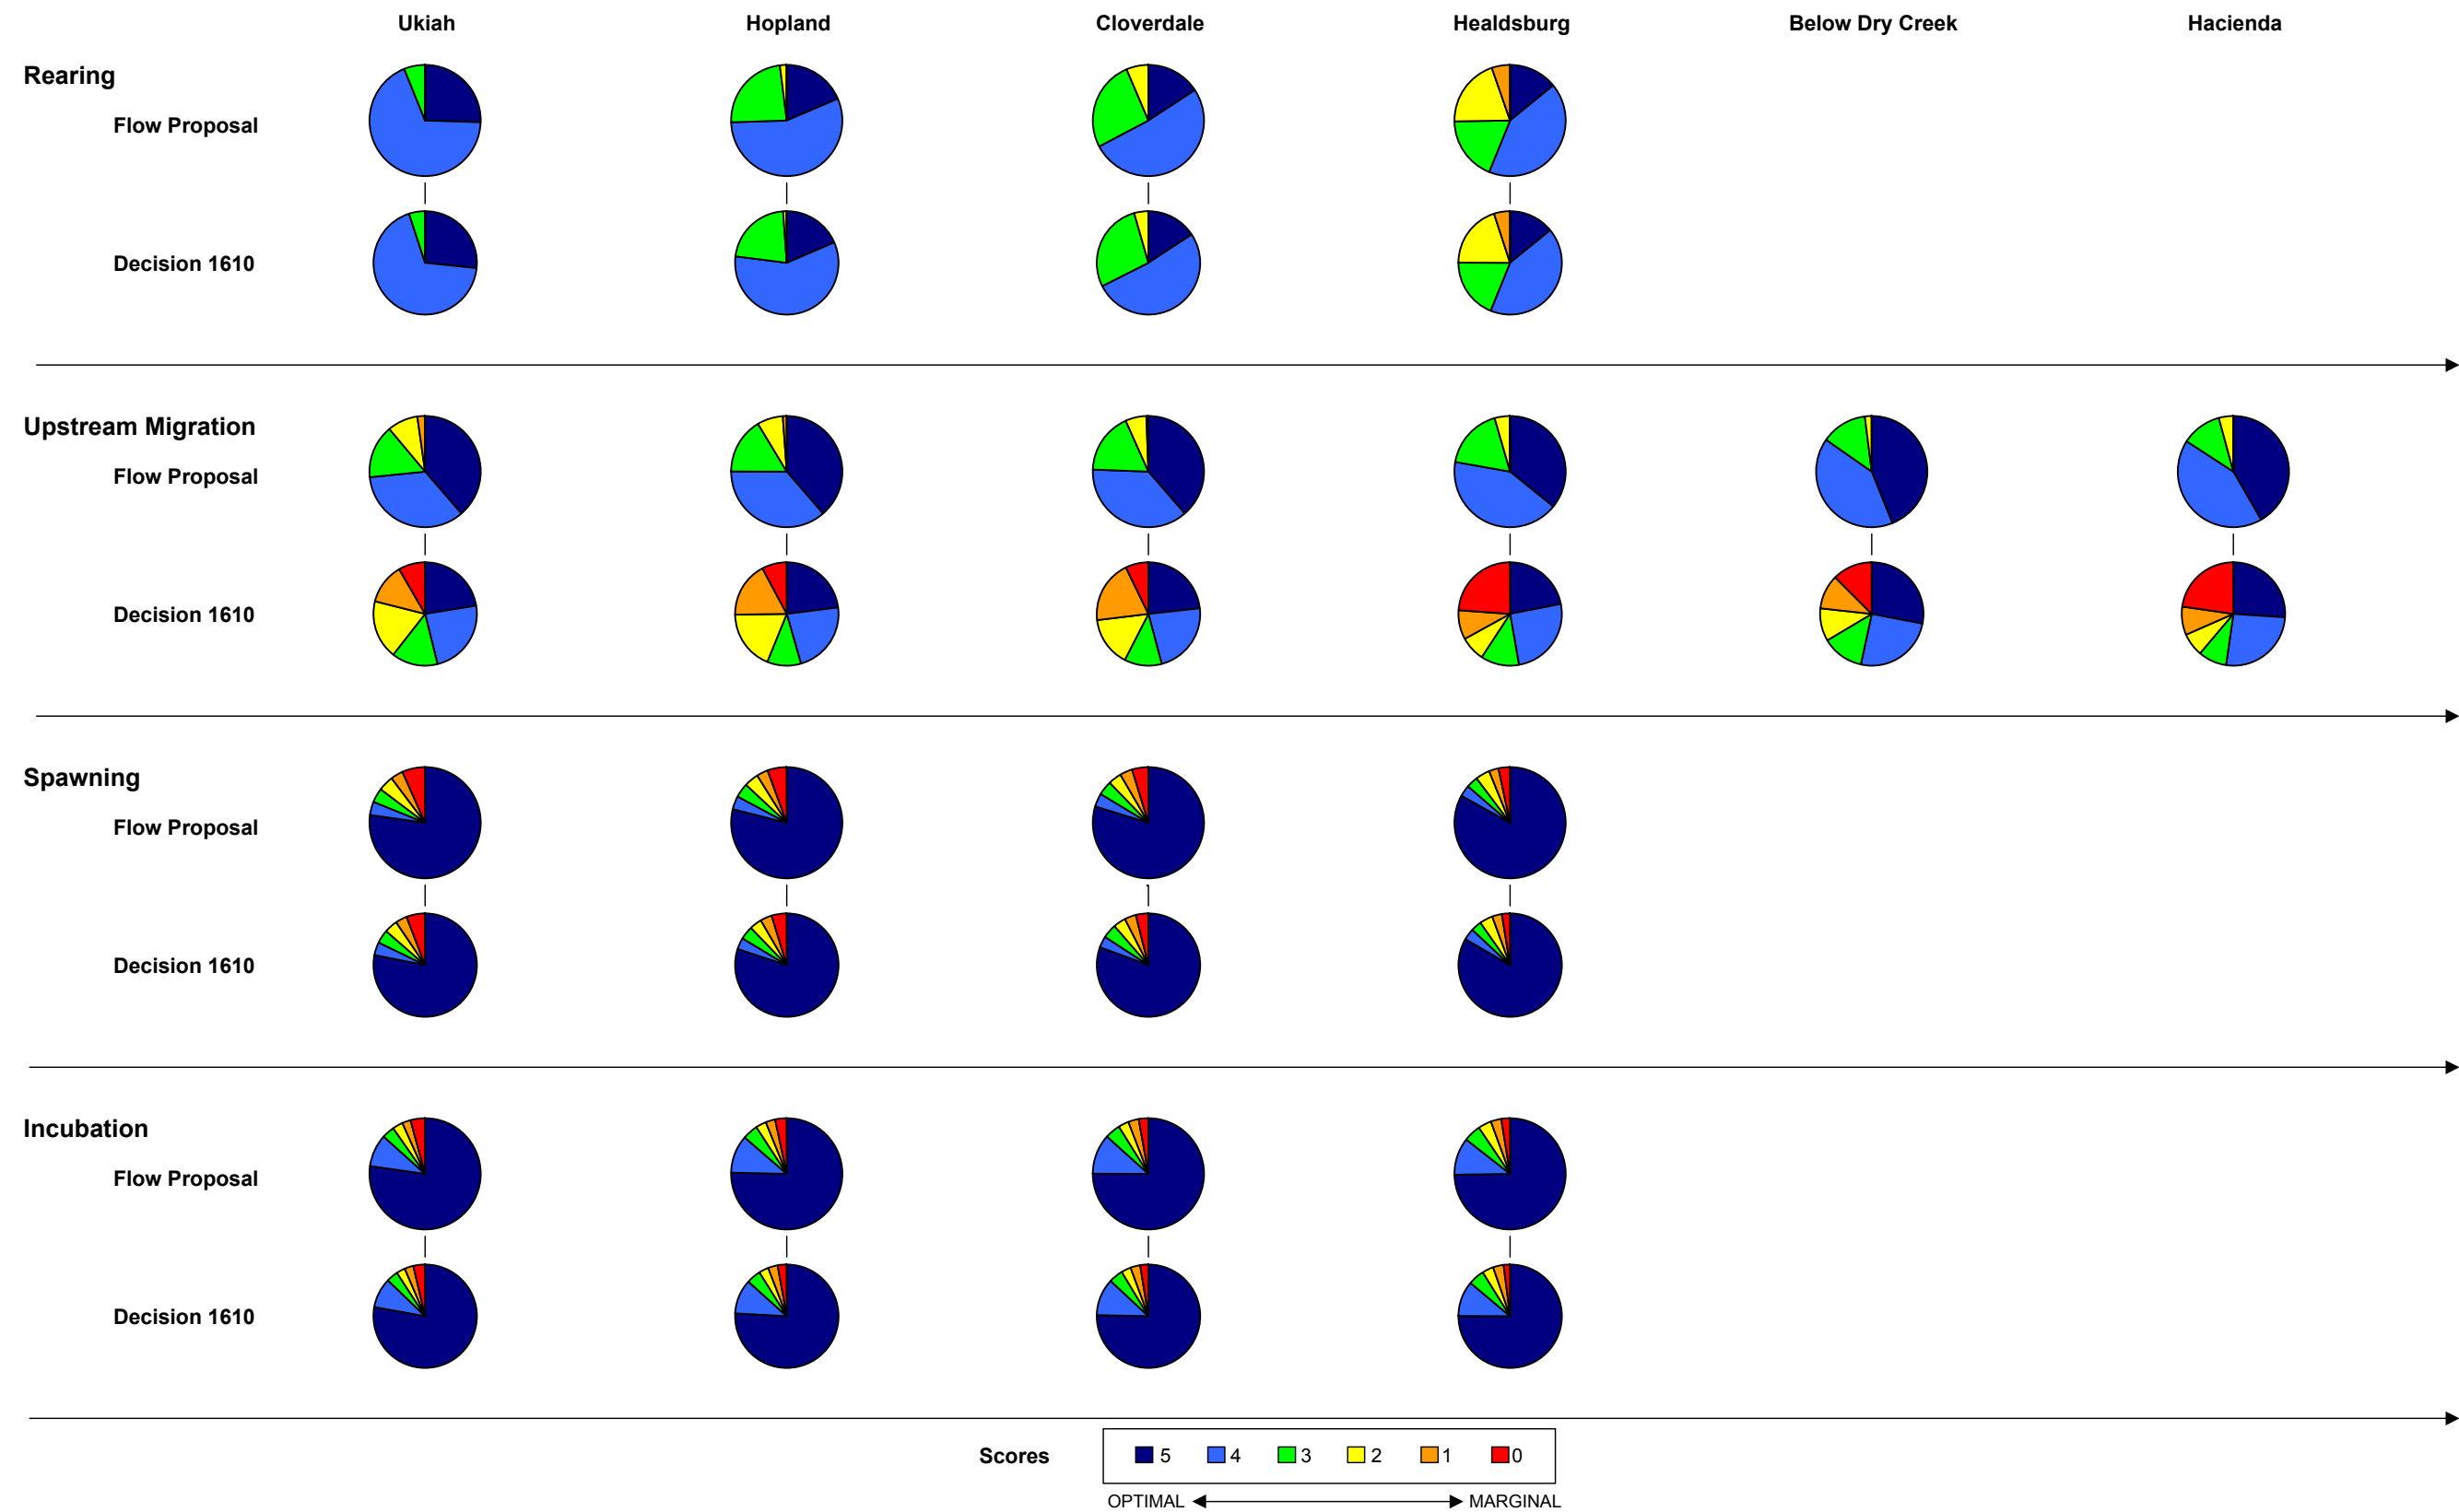 Ukiah Hopland Cloverdale Healdsburg Below Dry Creek Hacienda
Rearing
Flow Proposal
Decision 1610
Upstream Migration
Flow Proposal
Decision 1610
Spawning
Flow Proposal
Decision 1610
Incubation
Flow Proposal
Decision 1610
Scores 5 4 3 2 1 0
OPTIMAL MARGINAL